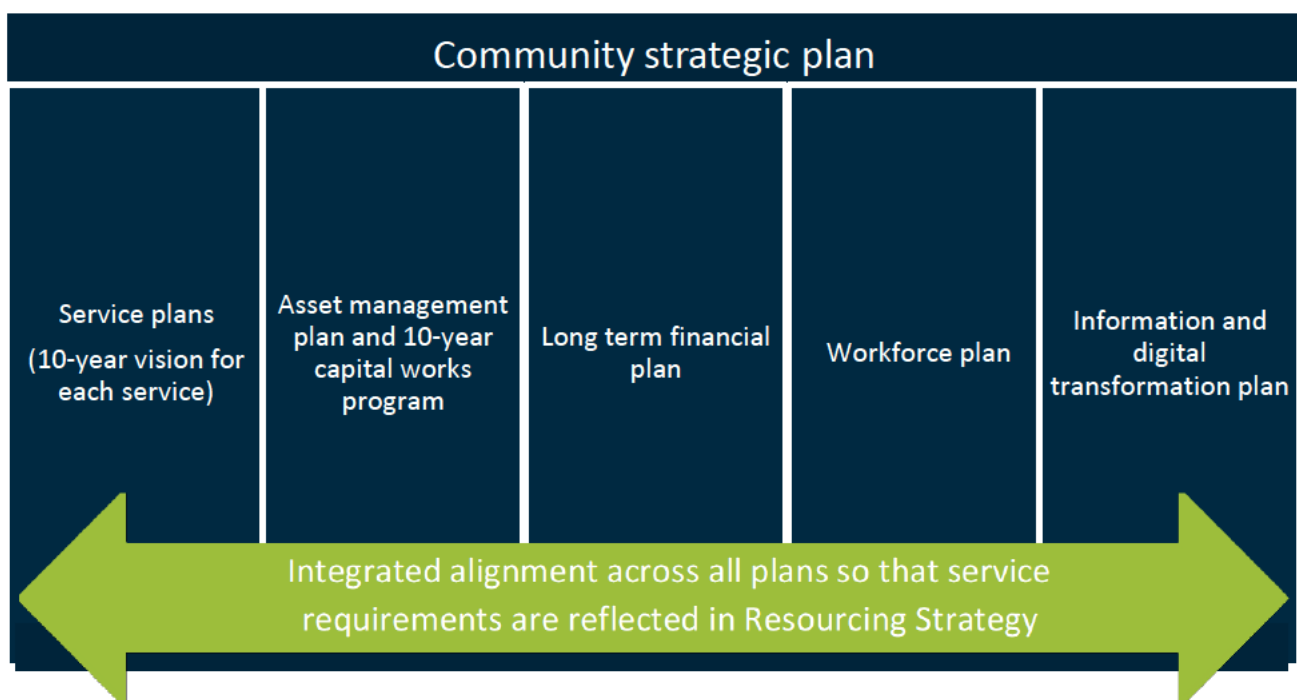 Community strategic plan
Service plans
(10-year vision for
each service)
Asset management
plan and 10-year
capital works
program
Long term financial
plan
Workforce plan
Information and
digital
transformation plan
Integrated alignment across all plans so that service
requirements are reflected in Resourcing Strategy